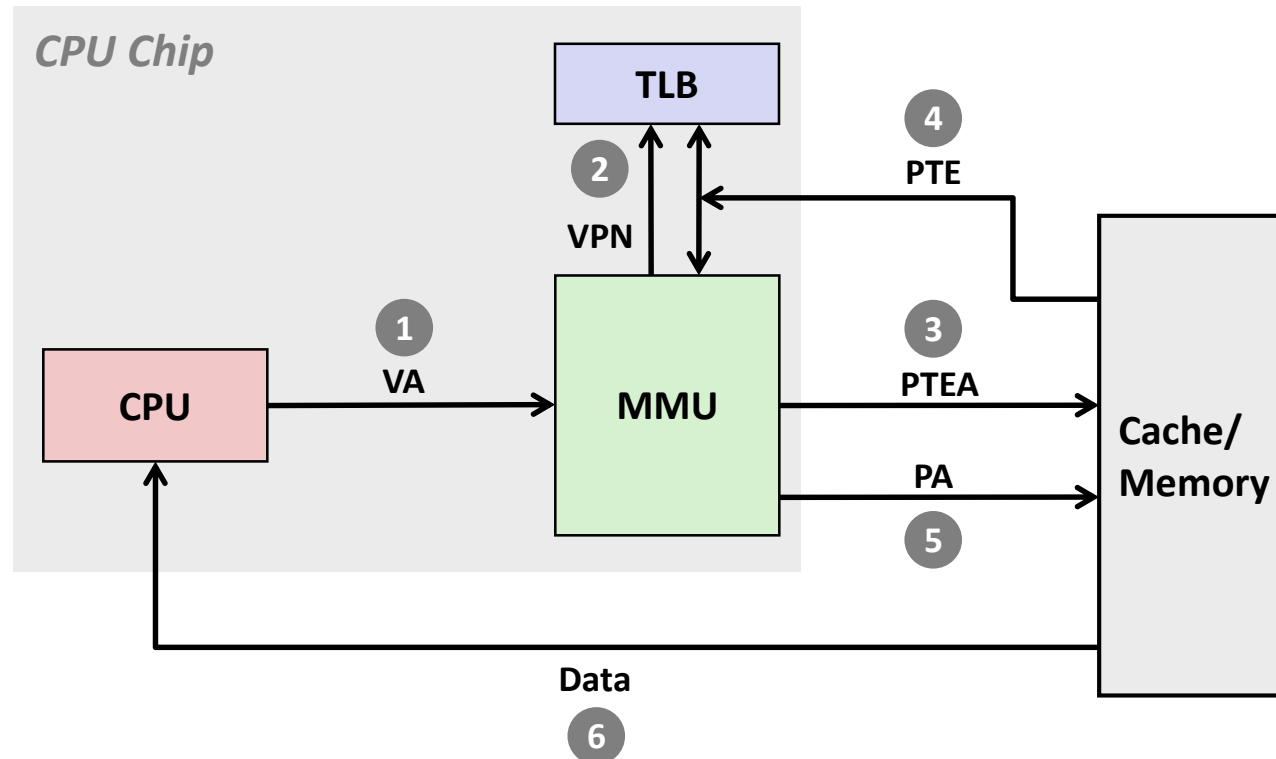 CPU Chip
TLB
4
PTE
2
VPN
1
VA
3
PTEA
CPU
MMU
Cache/
Memory
PA
5
Data
6